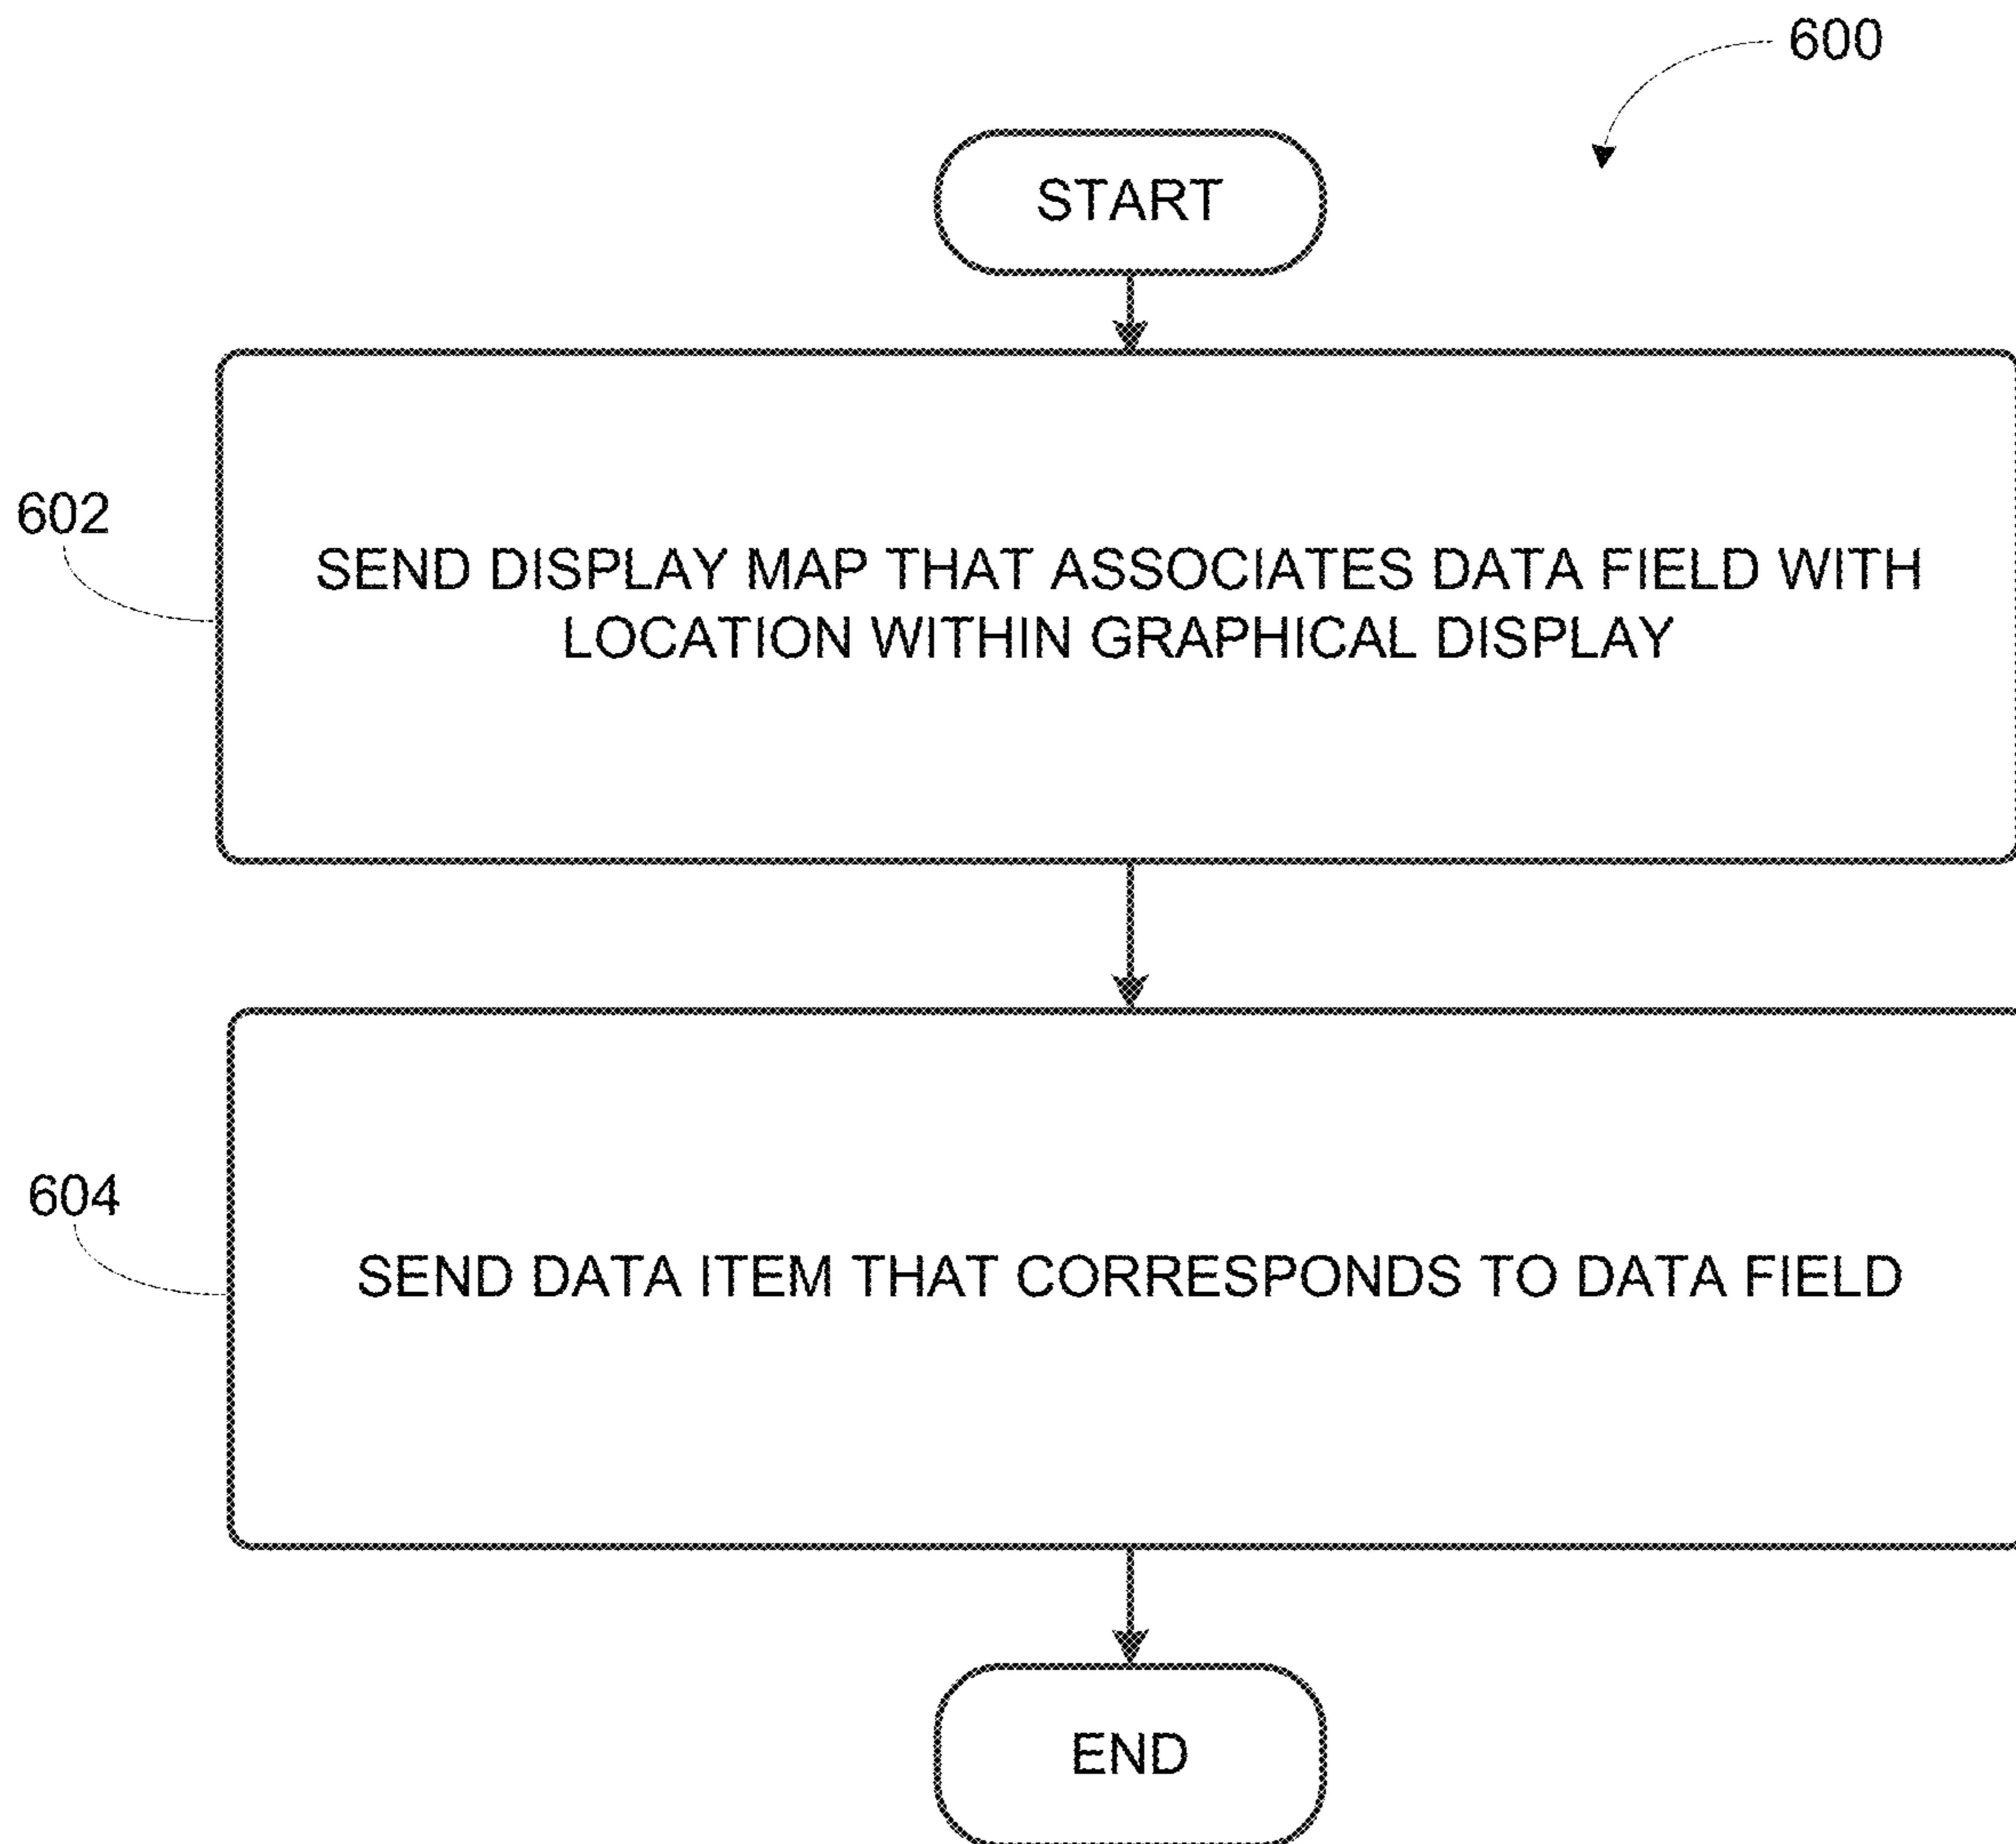 600
START
602
SEND DISPLAY MAP THAT ASSOCIATES DATA FIELD WITH
LOCATION WITHIN GRAPHICAL DISPLAY
604
SEND DATA ITEM THAT CORRESPONDS TO DATA FIELD
END